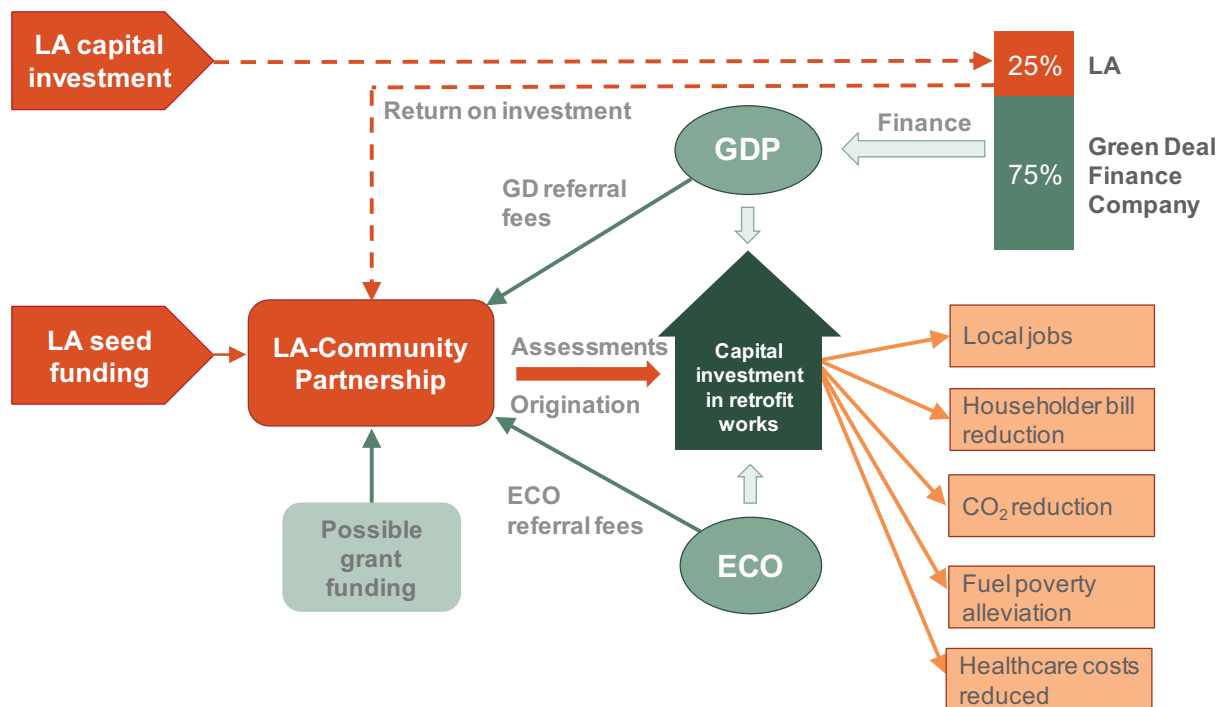 LA capital
investment
25%
LA
Return on investment
Finance
GDP
75%
Green Deal
Finance
Company
GD referral
fees
LA seed
funding
LA-Community
Partnership
Assessments
Origination
Capital
investment
in retrofit
works
Local jobs
Householder bill
reduction
CO₂ reduction
Fuel poverty
alleviation
Healthcare costs
reduced
ECO
referral fees
Possible
grant
funding
ECO